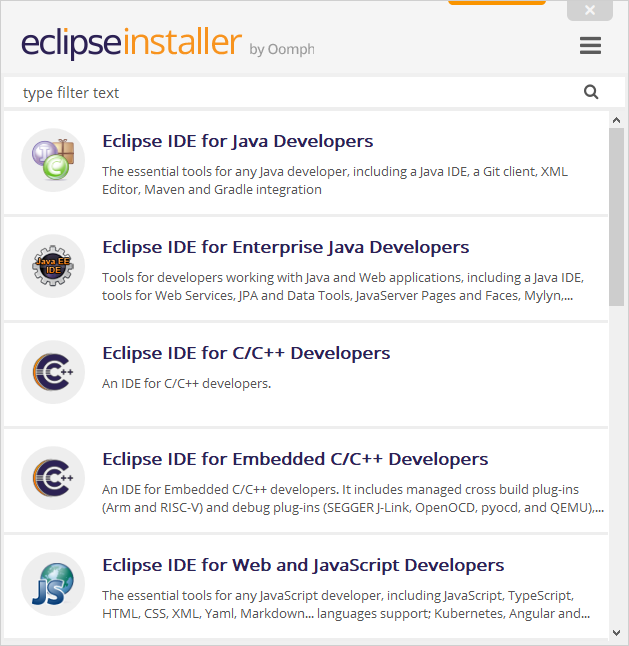 eclipseinstaller by Oomph
type filter text
Eclipse IDE for Java Developers
The essential tools for any Java developer, including a Java IDE, a Git client, XML
Editor, Maven and Gradle integration
Java EE
IDE
Eclipse IDE for Enterprise Java Developers
Tools for developers working with Java and Web applications, including a Java IDE,
tools for Web Services, JPA and Data Tools, JavaServer Pages and Faces, Mylyn,...
C++
Eclipse IDE for C/C++ Developers
An IDE for C/C++ developers.
C++
Eclipse IDE for Embedded C/C++ Developers
An IDE for Embedded C/C++ developers. It includes managed cross build plug-ins
(Arm and RISC-V) and debug plug-ins (SEGGER J-Link, OpenOCD, pyocd, and QEMU),...
JS
Eclipse IDE for Web and JavaScript Developers
The essential tools for any JavaScript developer, including JavaScript, TypeScript,
HTML, CSS, XML, Yaml, Markdown... languages support; Kubernetes, Angular and...